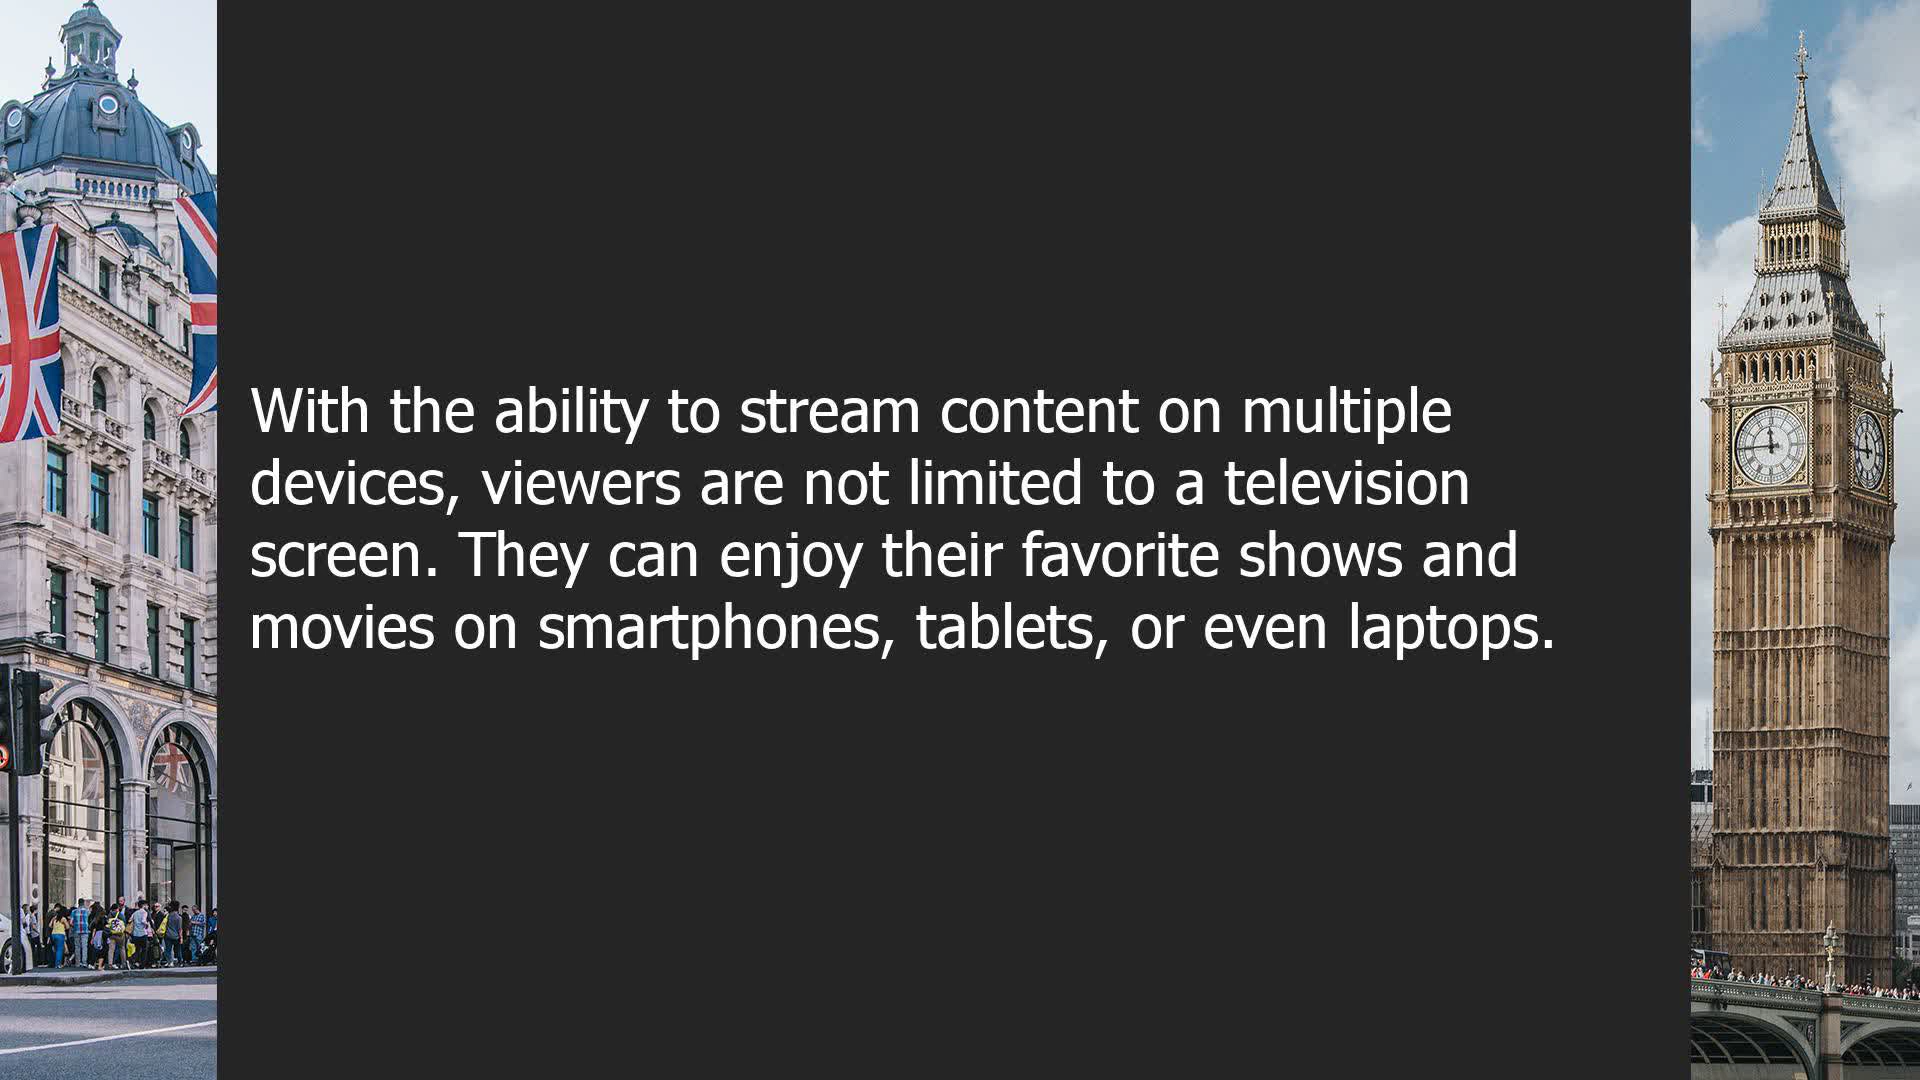 With the ability to stream content on multiple
devices, viewers are not limited to a television
screen. They can enjoy their favorite shows and
movies on smartphones, tablets, or even laptops.